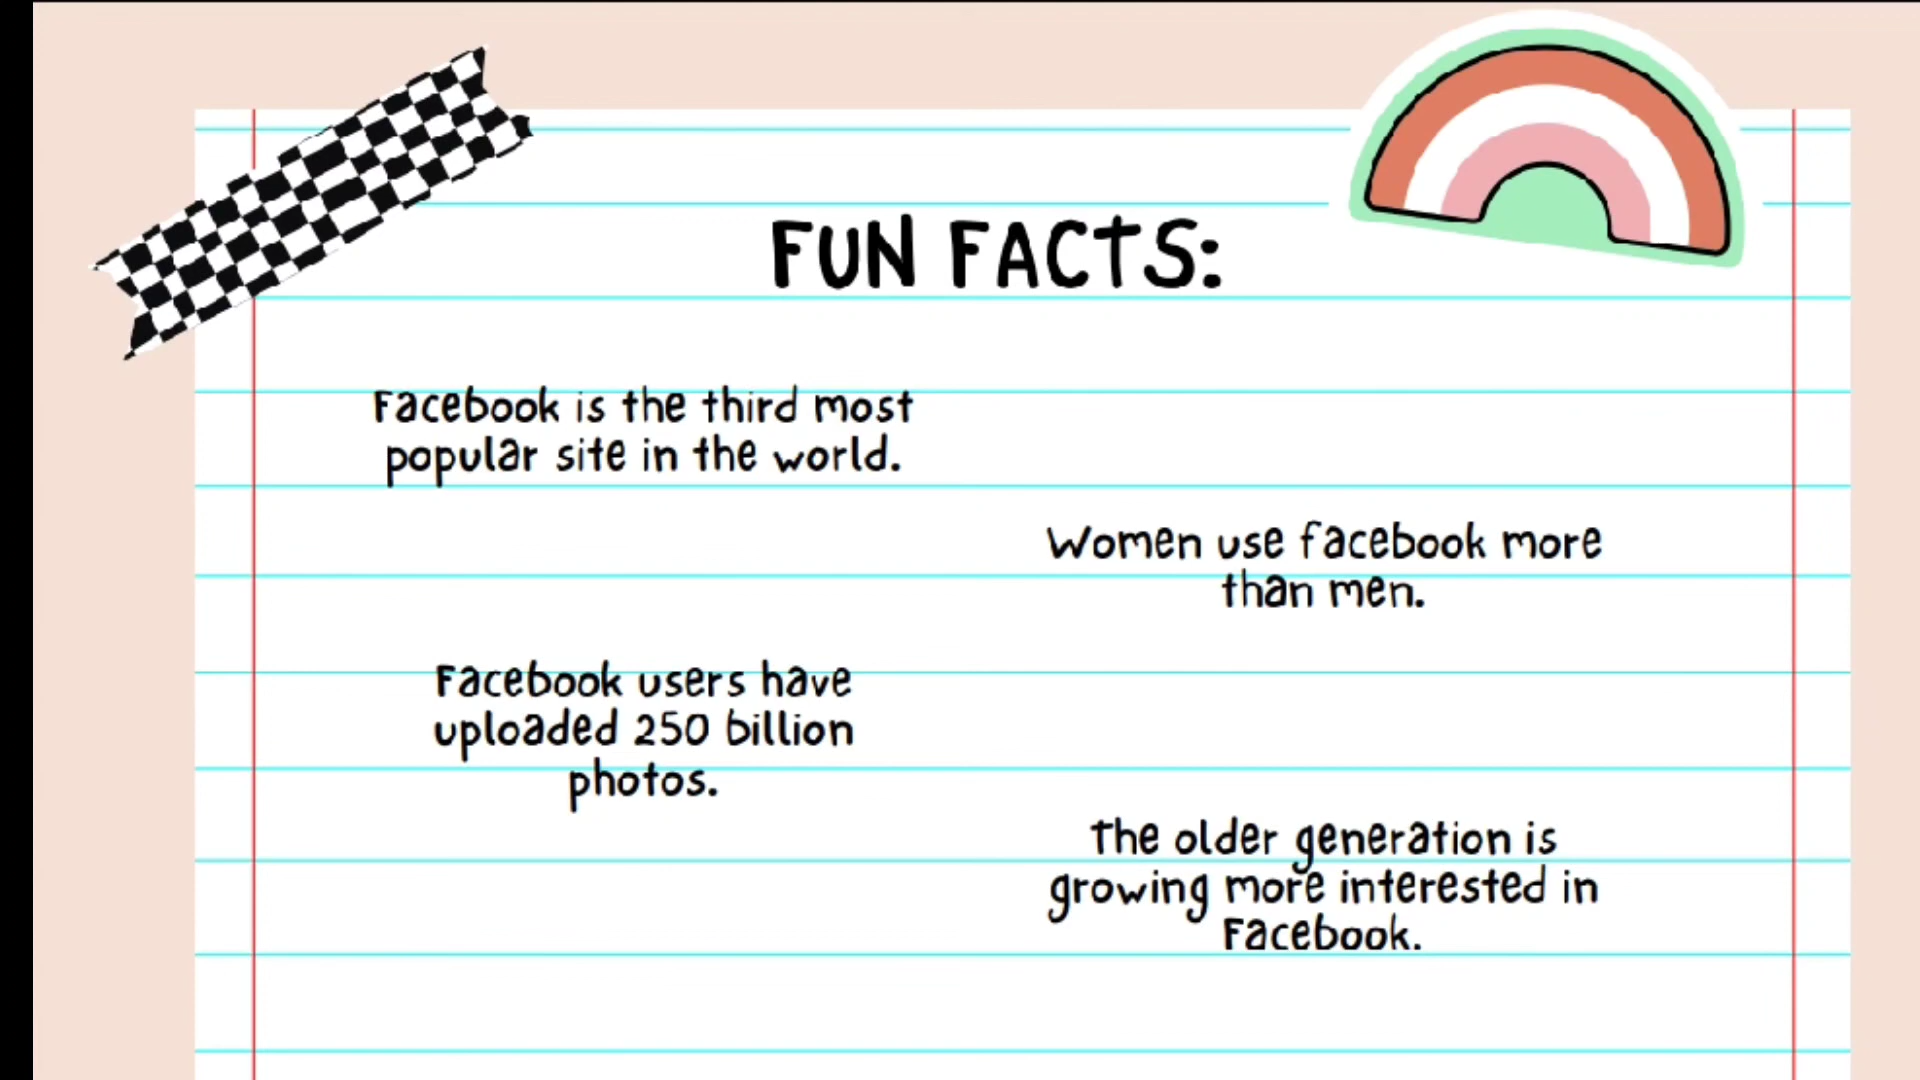 FUN FACTS:
Facebook is the third most
popular site in the world.
Women use facebook more
than men.
Facebook users have
uploaded 250 billion
photos.
The older generation is
growing more interested in
Facebook.